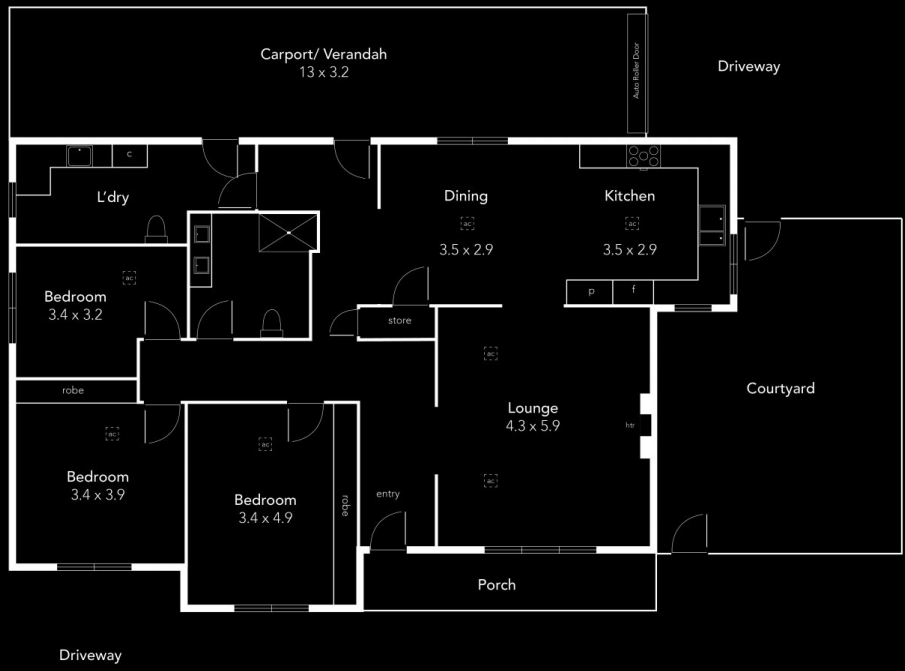 Carport/ Verandah
13 x 3.2
Auto Roller Door
Driveway
c
L'dry
Dining
ac
3.5 x 2.9
Kitchen
ac
3.5 x 2.9
ac
Bedroom
3.4 x 3.2
p
f
store
ac
robe
Courtyard
Lounge
4.3 x 5.9
htr
ac
ac
Bedroom
3.4 x 3.9
ac
Bedroom
3.4 x 4.9
robe
entry
Porch
Driveway